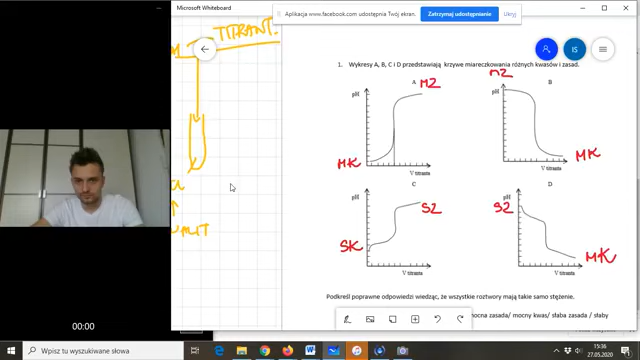 Microsoft Whiteboard
Aplikacja www.facebook.com udostępnia Twój ekran.
Zatrzymaj udostępnianie
Ukryj
TITRANT
IS
1. Wykresy A, B, C i D przedstawiają krzywe miareczkowania różnych kwasów i zasad.
A
MZ
pH
MK
V titranta
B
MZ
pH
MK
V titranta
C
pH
SZ
SK
V titranta
D
pH
SZ
MK
V titranta
Podkreśl poprawne odpowiedzi wiedząc, że wszystkie roztwory mają takie samo stężenie.
mocna zasada/ mocny kwas/ słaba zasada / słaby
00:00
Wpisz tu wyszukiwane słowa
15:36
27.05.2020